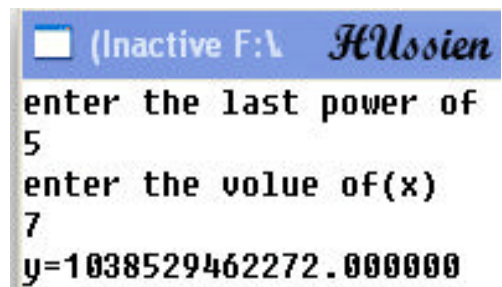 (Inactive F:\ HUssien
enter the last power of
5
enter the volue of(x)
7
y=1038529462272.000000